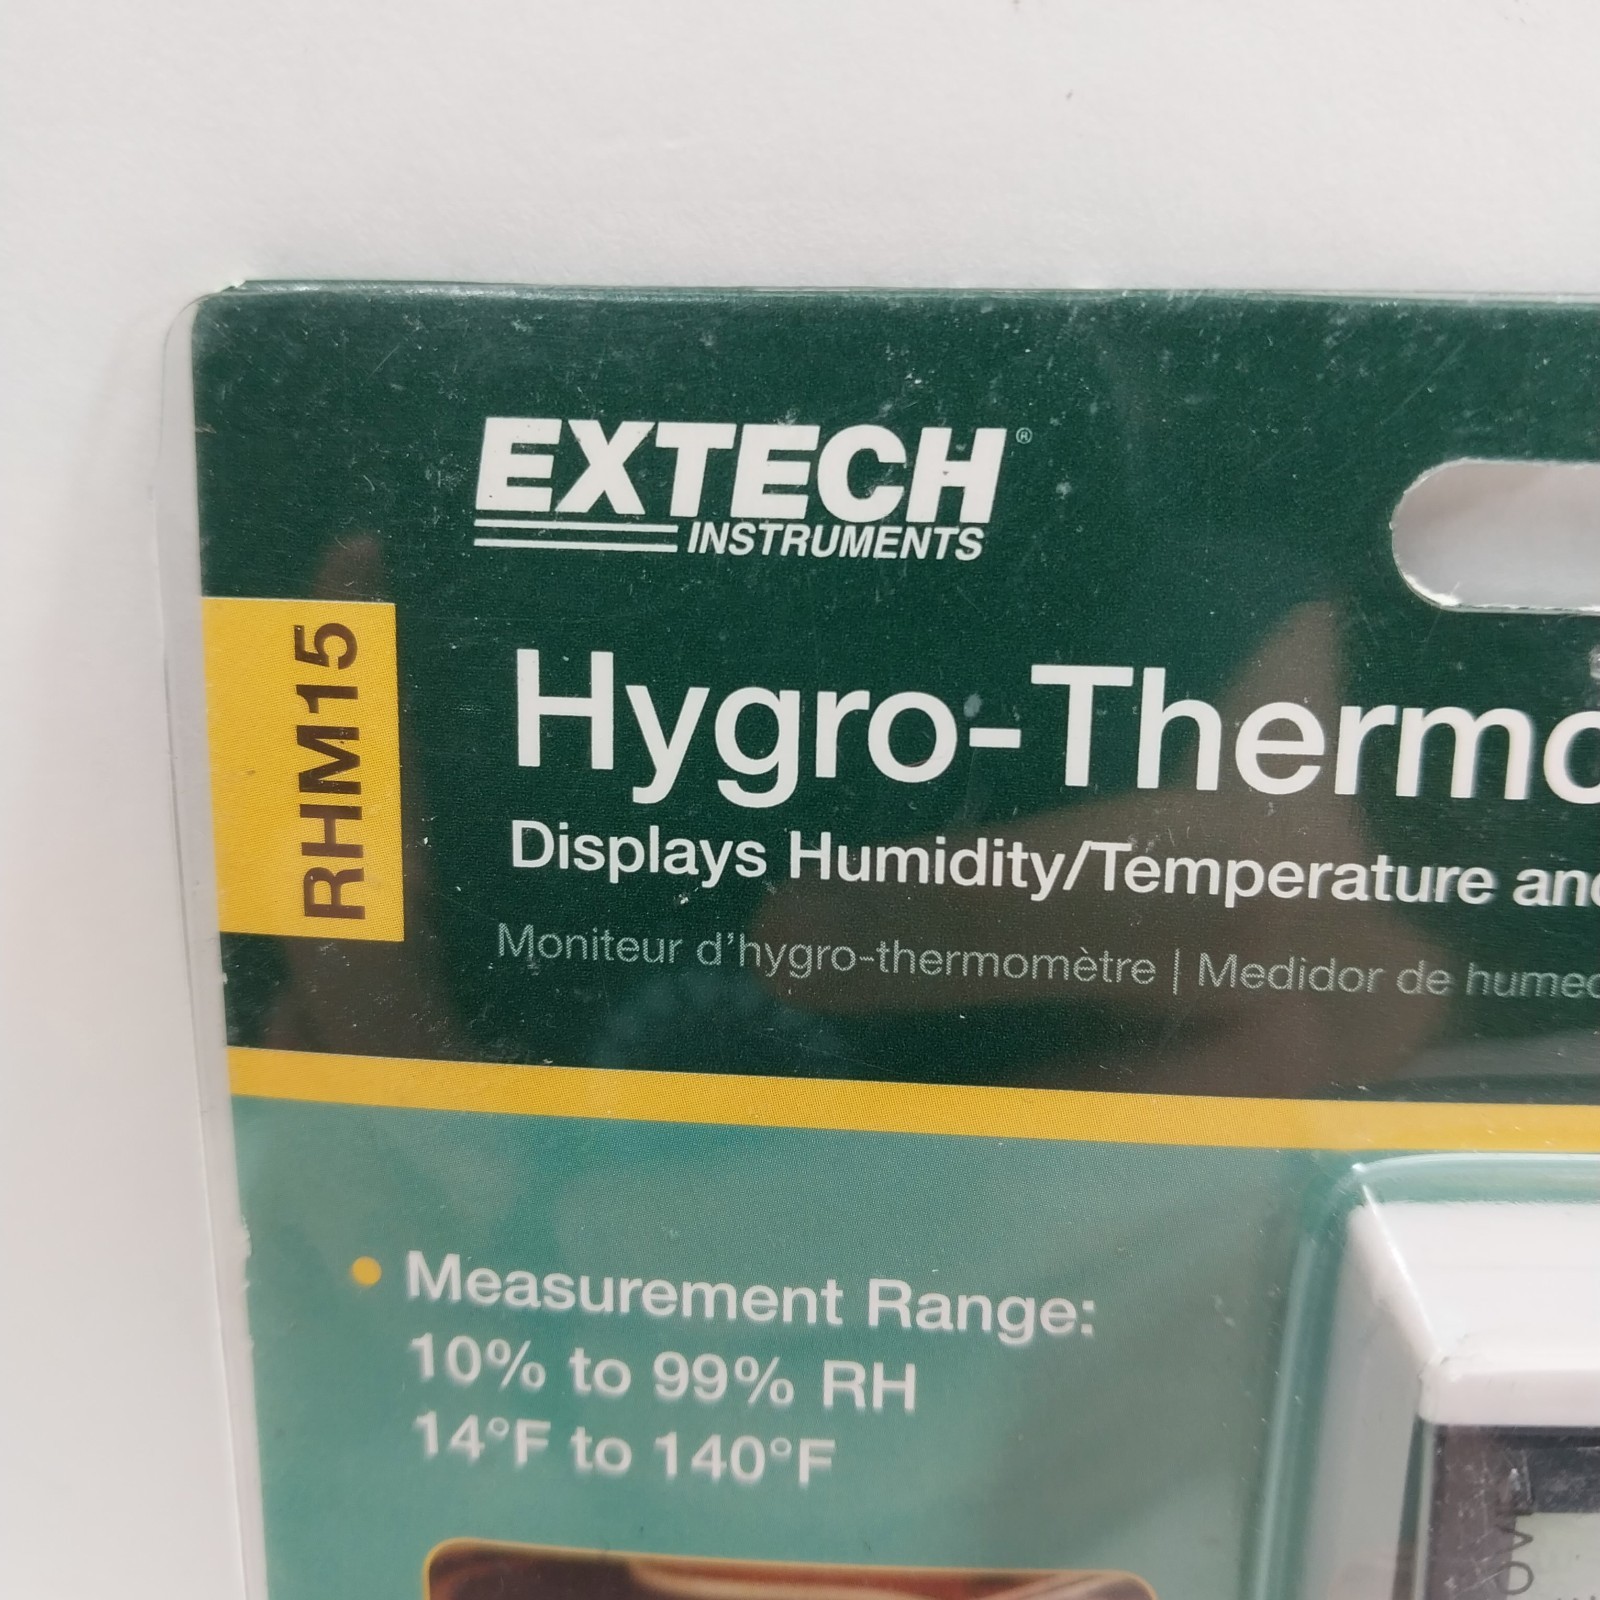 EXTECH®
INSTRUMENTS
RHM15
Hygro-Thermo
Displays Humidity/Temperature and
Moniteur d'hygro-thermomètre | Medidor de humed
• Measurement Range:
10% to 99% RH
14°F to 140°F